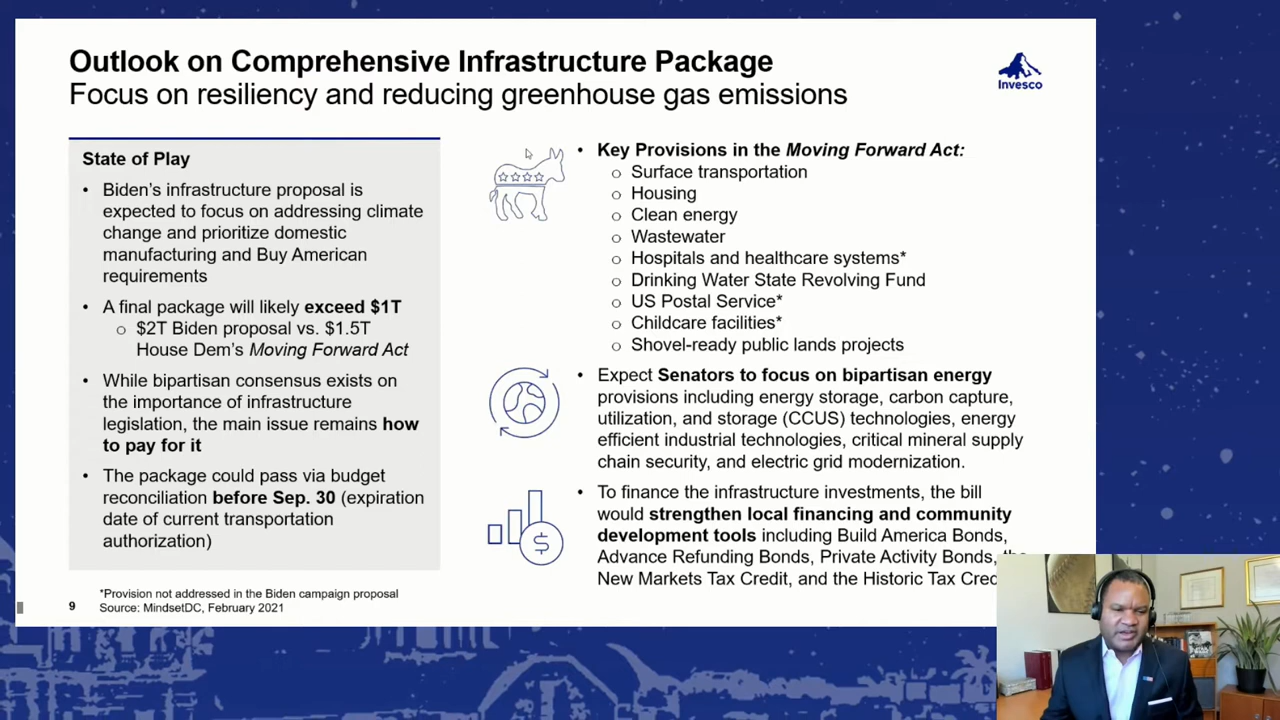 Outlook on Comprehensive Infrastructure Package
Focus on resiliency and reducing greenhouse gas emissions
Invesco
State of Play
• Biden's infrastructure proposal is
expected to focus on addressing climate
change and prioritize domestic
manufacturing and Buy American
requirements
• A final package will likely exceed $1T
o $2T Biden proposal vs. $1.5T
House Dem's Moving Forward Act
• While bipartisan consensus exists on
the importance of infrastructure
legislation, the main issue remains how
to pay for it
• The package could pass via budget
reconciliation before Sep. 30 (expiration
date of current transportation
authorization)
• Key Provisions in the Moving Forward Act:
o Surface transportation
o Housing
o Clean energy
o Wastewater
o Hospitals and healthcare systems*
o Drinking Water State Revolving Fund
o US Postal Service*
o Childcare facilities*
o Shovel-ready public lands projects
• Expect Senators to focus on bipartisan energy
provisions including energy storage, carbon capture,
utilization, and storage (CCUS) technologies, energy
efficient industrial technologies, critical mineral supply
chain security, and electric grid modernization.
• To finance the infrastructure investments, the bill
would strengthen local financing and community
development tools including Build America Bonds,
Advance Refunding Bonds, Private Activity Bonds,
New Markets Tax Credit, and the Historic Tax
*Provision not addressed in the Biden campaign proposal
9 Source: MindsetDC, February 2021